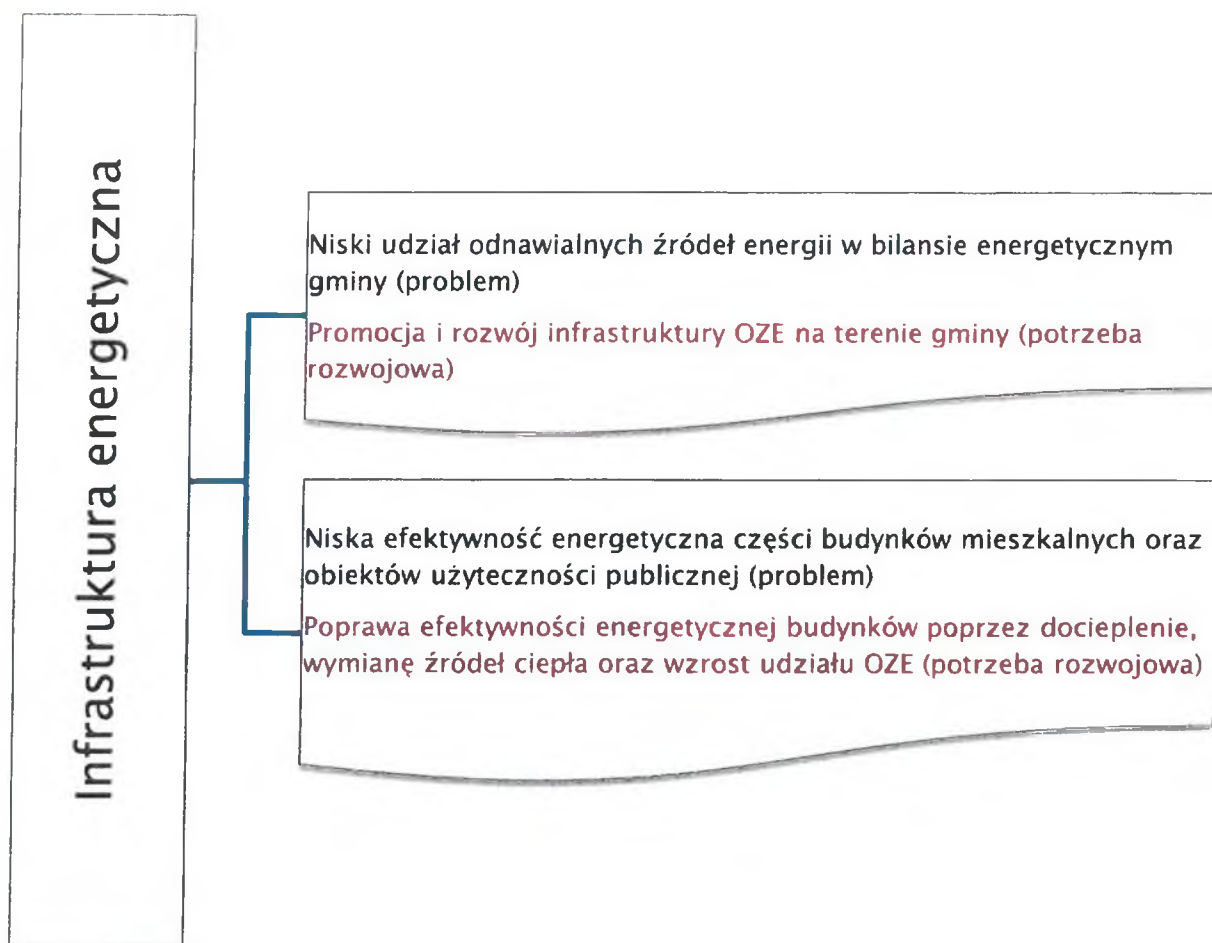 Infrastruktura energetyczna
Niski udział odnawialnych źródeł energii w bilansie energetycznym
gminy (problem)
Promocja i rozwój infrastruktury OZE na terenie gminy (potrzeba
rozwojowa)
Niska efektywność energetyczna części budynków mieszkalnych oraz
obiektów użyteczności publicznej (problem)
Poprawa efektywności energetycznej budynków poprzez docieplenie,
wymianę źródeł ciepła oraz wzrost udziału OZE (potrzeba rozwojowa)